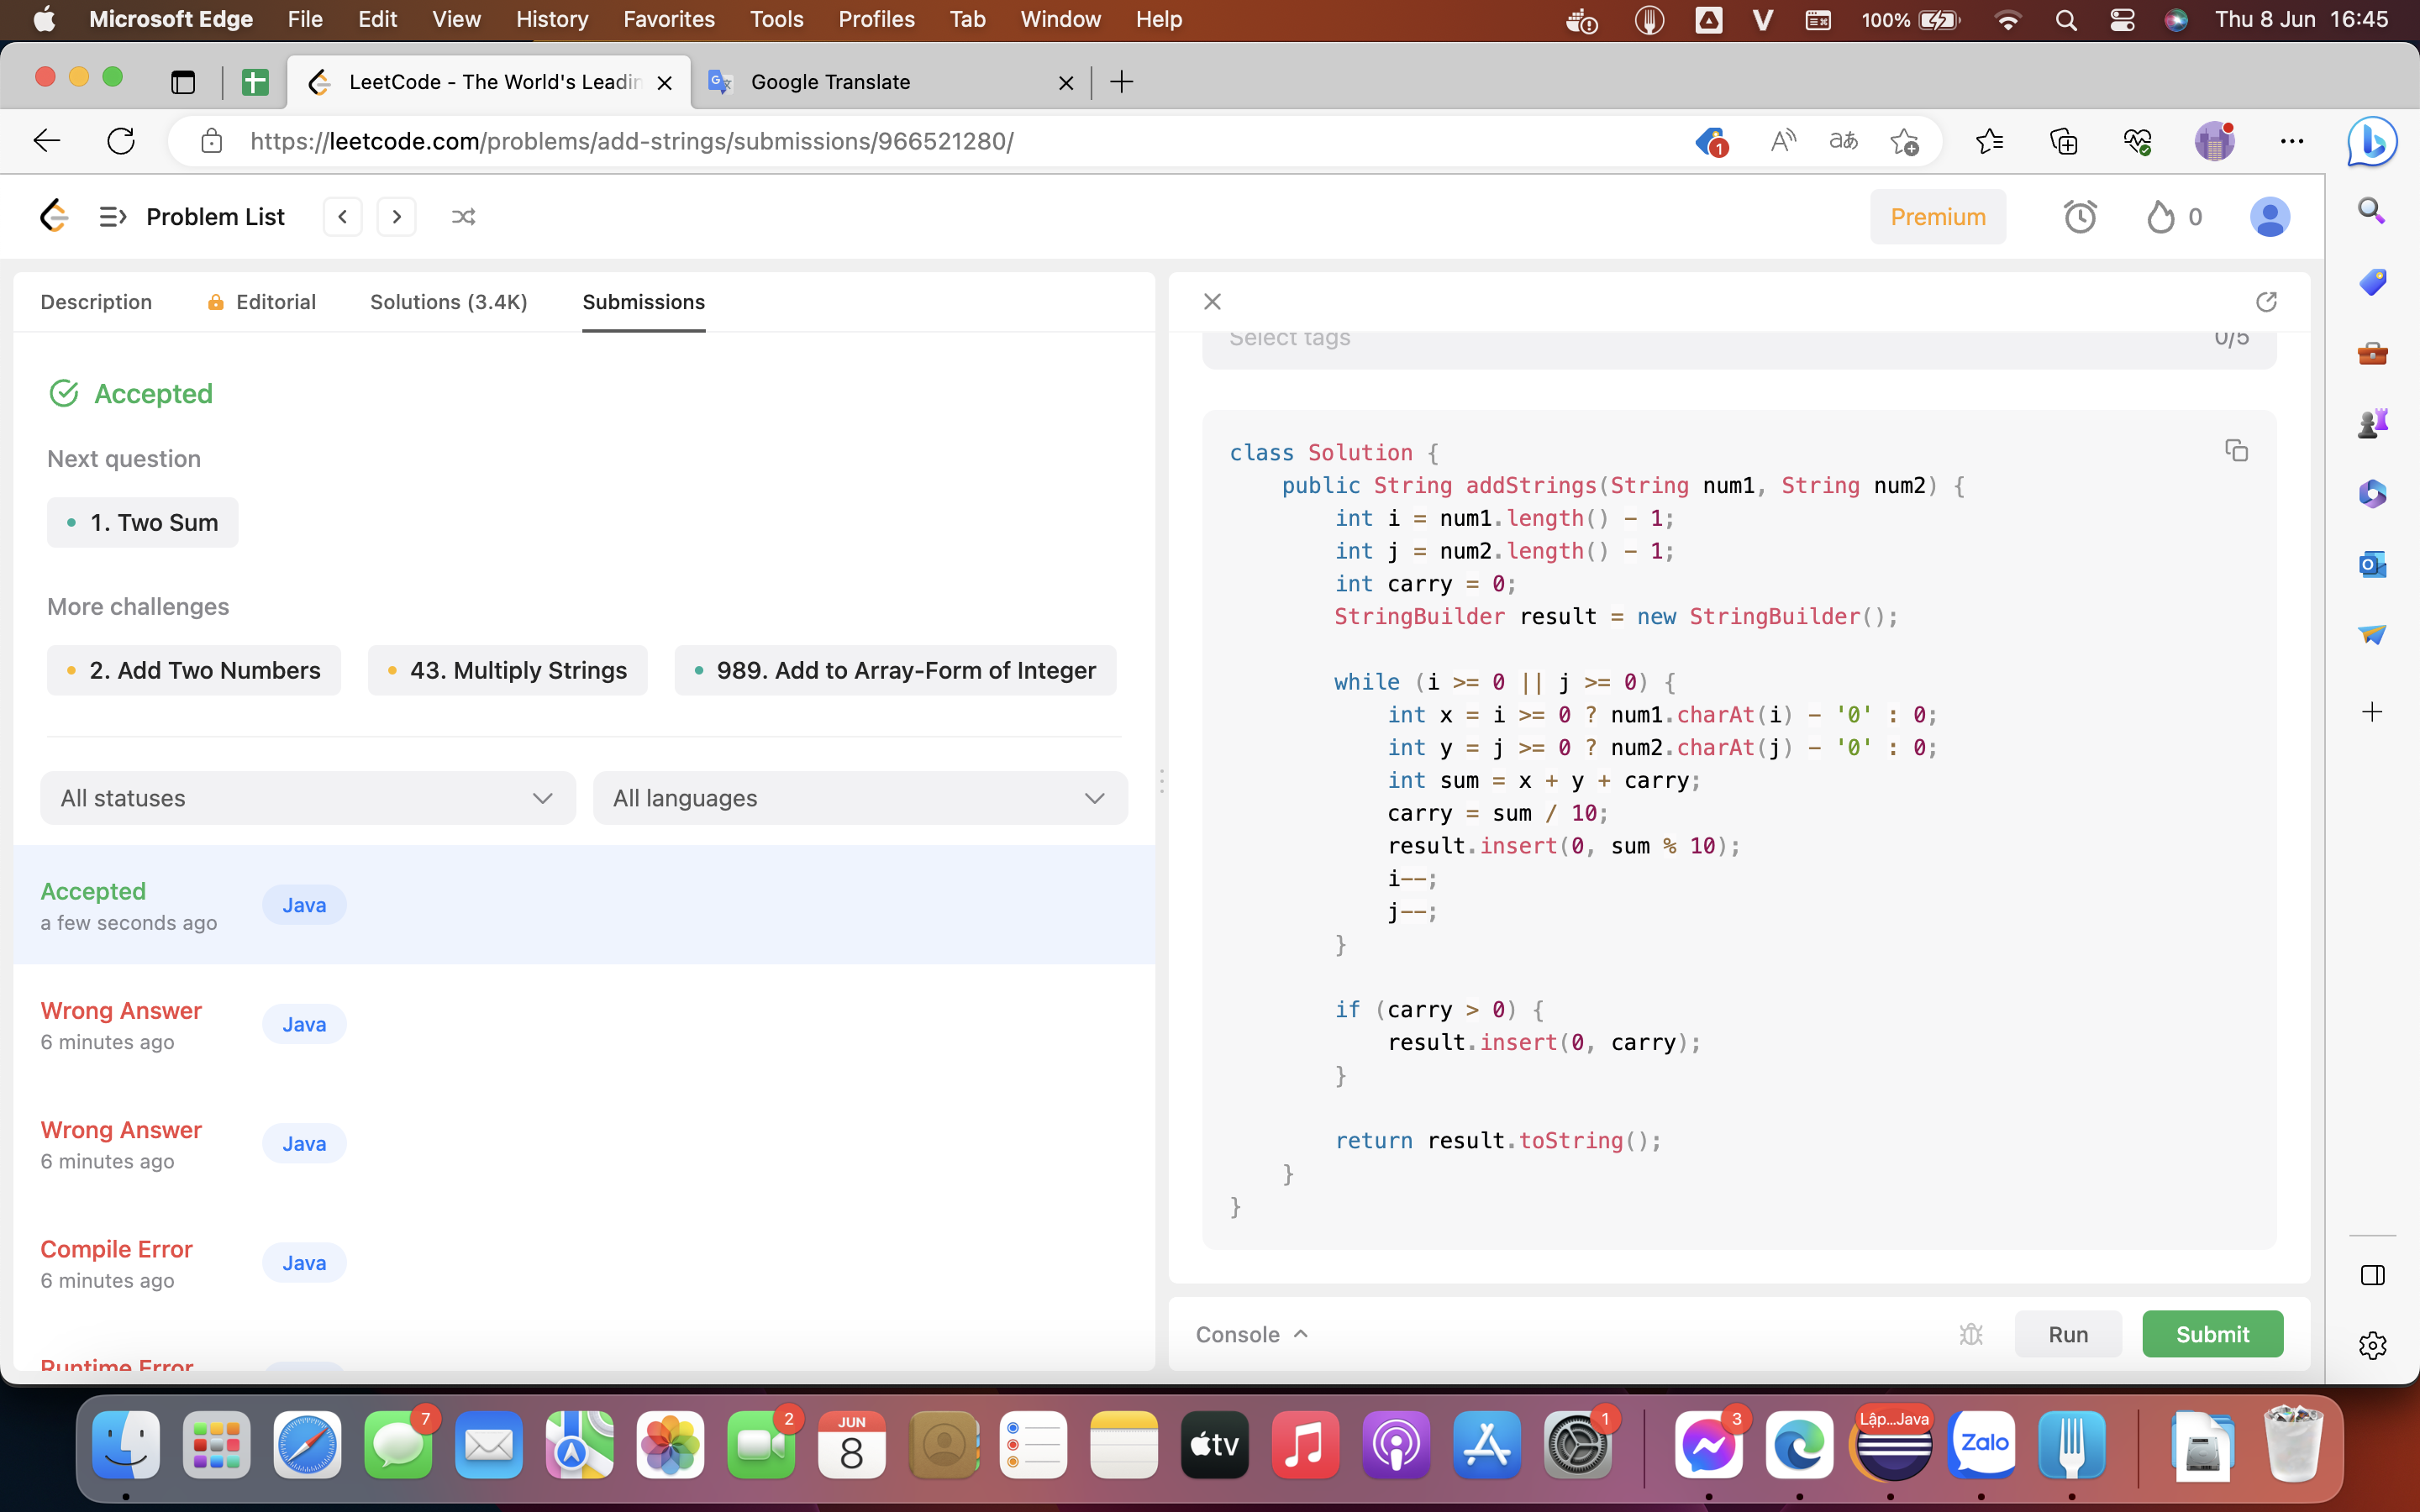 Microsoft Edge File Edit View History Favorites Tools Profiles Tab Window Help 100% Thu 8 Jun 16:45
LeetCode - The World's Leadin Google Translate
https://leetcode.com/problems/add-strings/submissions/966521280/ 1 aあ
Problem List Premium 0
Description Editorial Solutions (3.4K) Submissions
Accepted
Next question
1. Two Sum
More challenges
2. Add Two Numbers 43. Multiply Strings 989. Add to Array-Form of Integer
All statuses All languages
Accepted Java
a few seconds ago
Wrong Answer Java
6 minutes ago
Wrong Answer Java
6 minutes ago
Compile Error Java
6 minutes ago
Runtime Error
Select tags 0/5
class Solution {
public String addStrings(String num1, String num2) {
int i = num1.length() - 1;
int j = num2.length() - 1;
int carry = 0;
StringBuilder result = new StringBuilder();
while (i >= 0 || j >= 0) {
int x = i >= 0 ? num1.charAt(i) - '0' : 0;
int y = j >= 0 ? num2.charAt(j) - '0' : 0;
int sum = x + y + carry;
carry = sum / 10;
result.insert(0, sum % 10);
i--;
j--;
}
if (carry > 0) {
result.insert(0, carry);
}
return result.toString();
}
}
Console Run Submit
7 2 JUN 8 tv 1 3 Lập...Java Zalo